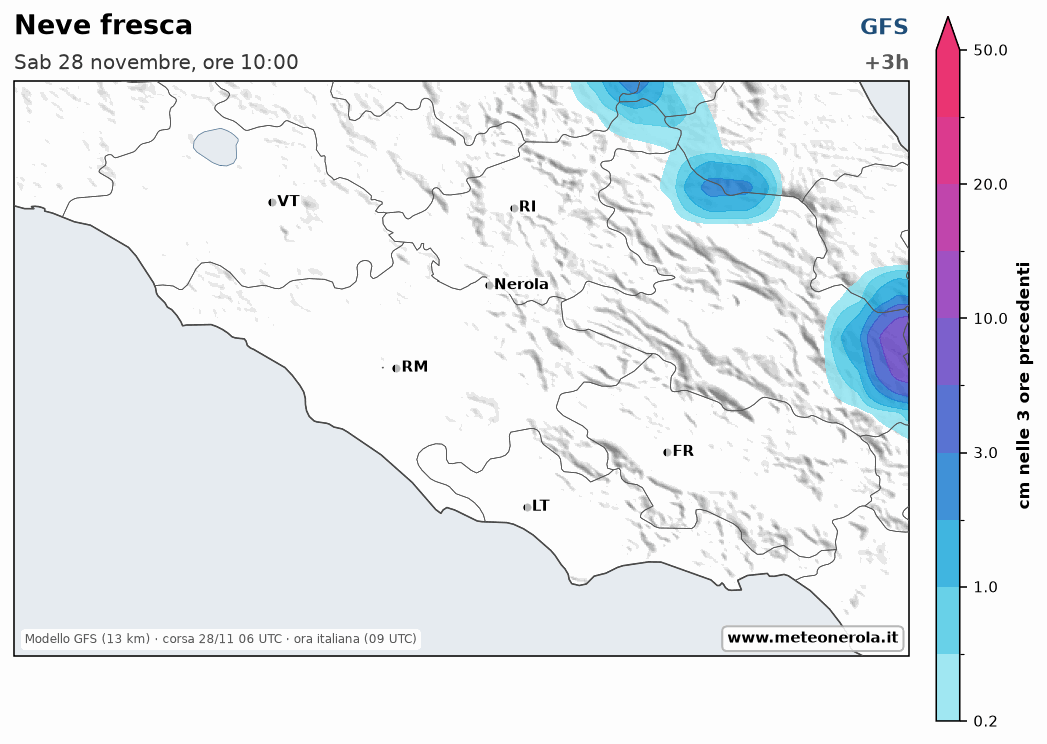 Neve fresca
GFS
Sab 28 novembre, ore 10:00
+3h
50.0
20.0
10.0
3.0
1.0
0.2
cm nelle 3 ore precedenti
VT
RI
Nerola
RM
FR
LT
Modello GFS (13 km) · corsa 28/11 06 UTC · ora italiana (09 UTC)
www.meteonerola.it